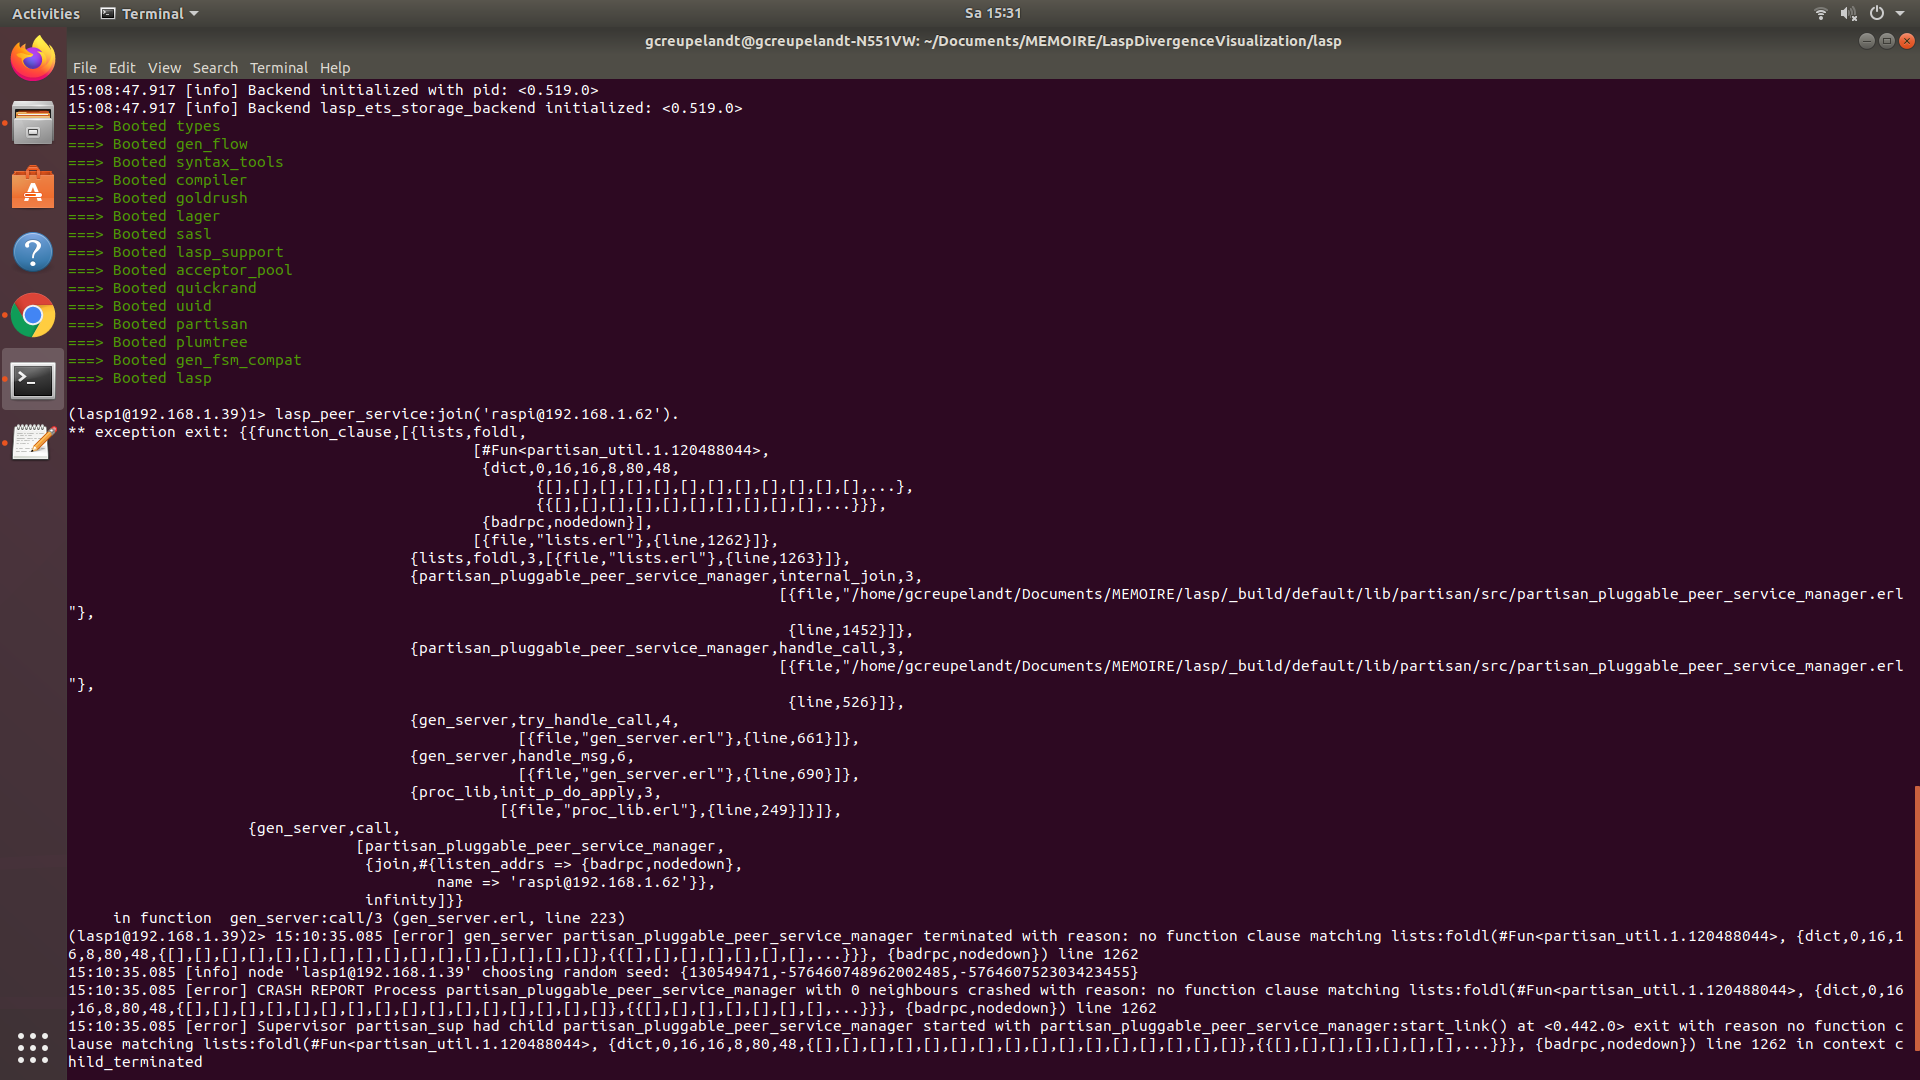 Activities
Terminal
Sa 15:31
gcreupelandt@gcreupelandt-N551VW: ~/Documents/MEMOIRE/LaspDivergenceVisualization/lasp
File Edit View Search Terminal Help
15:08:47.917 [info] Backend initialized with pid: <0.519.0>
15:08:47.917 [info] Backend lasp_ets_storage_backend initialized: <0.519.0>
===> Booted types
===> Booted gen_flow
===> Booted syntax_tools
===> Booted compiler
===> Booted goldrush
===> Booted lager
===> Booted sasl
===> Booted lasp_support
===> Booted acceptor_pool
===> Booted quickrand
===> Booted uuid
===> Booted partisan
===> Booted plumtree
===> Booted gen_fsm_compat
===> Booted lasp
(lasp1@192.168.1.39)1> lasp_peer_service:join('raspi@192.168.1.62').
** exception exit: {{function_clause,[{lists,foldl,
[#Fun<partisan_util.1.120488044>,
{dict,0,16,16,8,80,48,
{[],[],[],[],[],[],[],[],[],[],[],[],...},
{{[],[],[],[],[],[],[],[],[],[],...}}},
{badrpc,nodedown}],
[{file,"lists.erl"},{line,1262}]},
{lists,foldl,3,[{file,"lists.erl"},{line,1263}]},
{partisan_pluggable_peer_service_manager,internal_join,3,
[{file,"/home/gcreupelandt/Documents/MEMOIRE/lasp/_build/default/lib/partisan/src/partisan_pluggable_peer_service_manager.erl
"},
{line,1452}]},
{partisan_pluggable_peer_service_manager,handle_call,3,
[{file,"/home/gcreupelandt/Documents/MEMOIRE/lasp/_build/default/lib/partisan/src/partisan_pluggable_peer_service_manager.erl
"},
{line,526}]},
{gen_server,try_handle_call,4,
[{file,"gen_server.erl"},{line,661}]},
{gen_server,handle_msg,6,
[{file,"gen_server.erl"},{line,690}]},
{proc_lib,init_p_do_apply,3,
[{file,"proc_lib.erl"},{line,249}]}]},
{gen_server,call,
[partisan_pluggable_peer_service_manager,
{join,#{listen_addrs => {badrpc,nodedown},
name => 'raspi@192.168.1.62'}},
infinity]}}
in function  gen_server:call/3 (gen_server.erl, line 223)
(lasp1@192.168.1.39)2> 15:10:35.085 [error] gen_server partisan_pluggable_peer_service_manager terminated with reason: no function clause matching lists:foldl(#Fun<partisan_util.1.120488044>, {dict,0,16,1
6,8,80,48,{[],[],[],[],[],[],[],[],[],[],[],[],[],[],[],[]},{{[],[],[],[],[],[],...}}}, {badrpc,nodedown}) line 1262
15:10:35.085 [info] node 'lasp1@192.168.1.39' choosing random seed: {130549471,-576460748962002485,-576460752303423455}
15:10:35.085 [error] CRASH REPORT Process partisan_pluggable_peer_service_manager with 0 neighbours crashed with reason: no function clause matching lists:foldl(#Fun<partisan_util.1.120488044>, {dict,0,16
,16,8,80,48,{[],[],[],[],[],[],[],[],[],[],[],[],[],[],[],[]},{{[],[],[],[],[],[],...}}}, {badrpc,nodedown}) line 1262
15:10:35.085 [error] Supervisor partisan_sup had child partisan_pluggable_peer_service_manager started with partisan_pluggable_peer_service_manager:start_link() at <0.442.0> exit with reason no function c
lause matching lists:foldl(#Fun<partisan_util.1.120488044>, {dict,0,16,16,8,80,48,{[],[],[],[],[],[],[],[],[],[],[],[],[],[],[],[]},{{[],[],[],[],[],[],...}}}, {badrpc,nodedown}) line 1262 in context c
hild_terminated